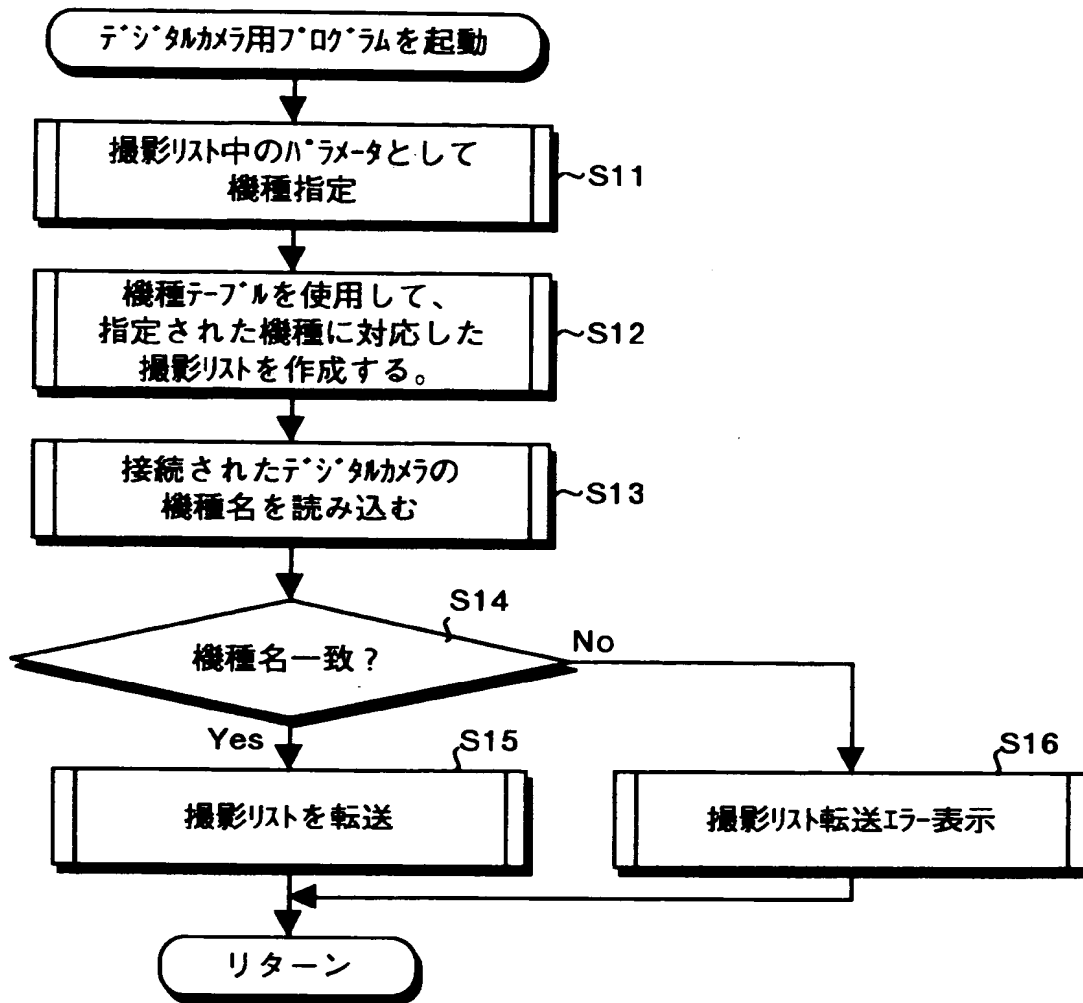 デジタルカメラ用プログラムを起動
撮影リスト中のパラメータとして
機種指定
~S11
機種テーブルを使用して、
指定された機種に対応した
撮影リストを作成する。
~S12
接続されたデジタルカメラの
機種名を読み込む
~S13
S14
機種名一致?
No
Yes
S15
撮影リストを転送
S16
撮影リスト転送エラー表示
リターン